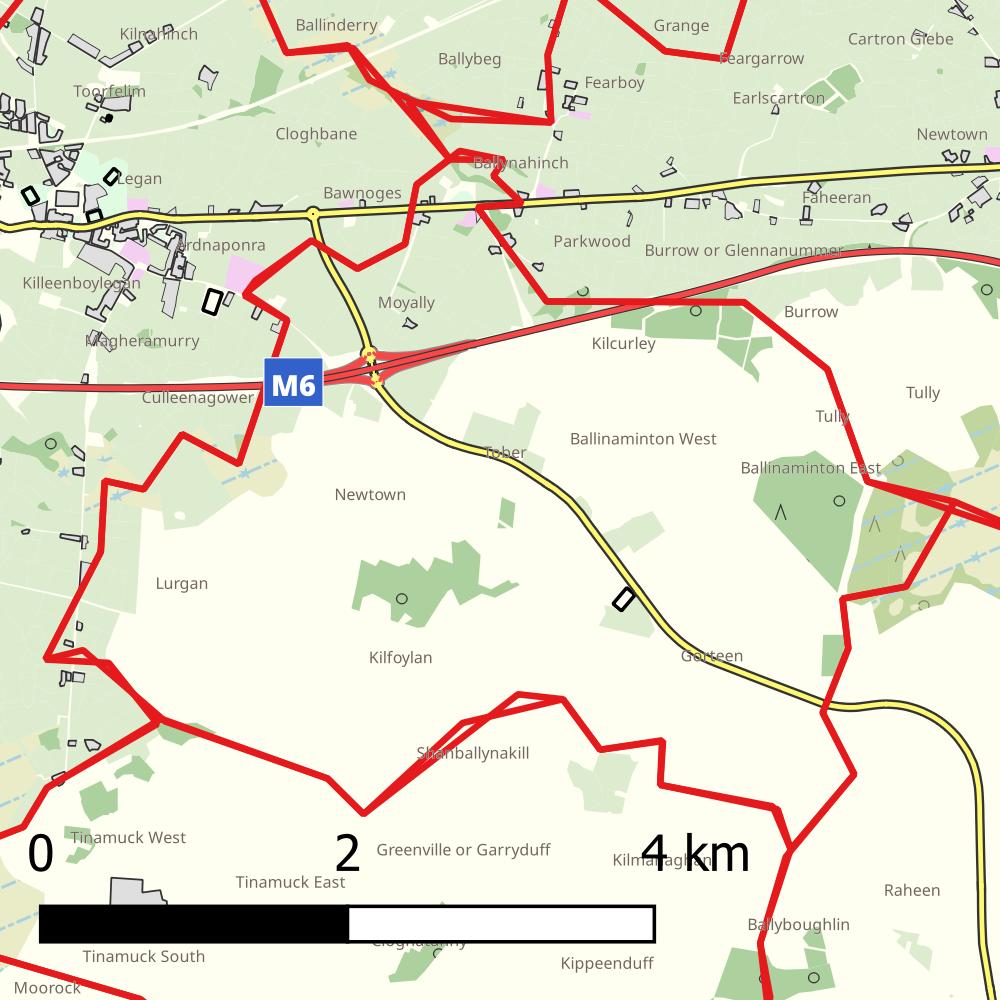 Ballinderry
Grange
Kilnahinch
Cartron Glebe
Ballybeg
Feargarrow
Fearboy
Toorfelim
Earlscartron
Cloghbane
Newtown
Ballynahinch
Legan
Bawnoges
Faheeran
Ardnaponra
Parkwood
Burrow or Glennanummer
Killeenboylegan
Moyally
Burrow
Magheramurry
Kilcurley
M6
Culleenagower
Tully
Tully
Ballinaminton West
Tober
Ballinaminton East
Newtown
Lurgan
Kilfoylan
Gorteen
Shanballynakill
Tinamuck West
0
2
4 km
Greenville or Garryduff
Kilmanaghan
Tinamuck East
Raheen
Ballyboughlin
Cloghatanny
Tinamuck South
Kippeenduff
Moorock